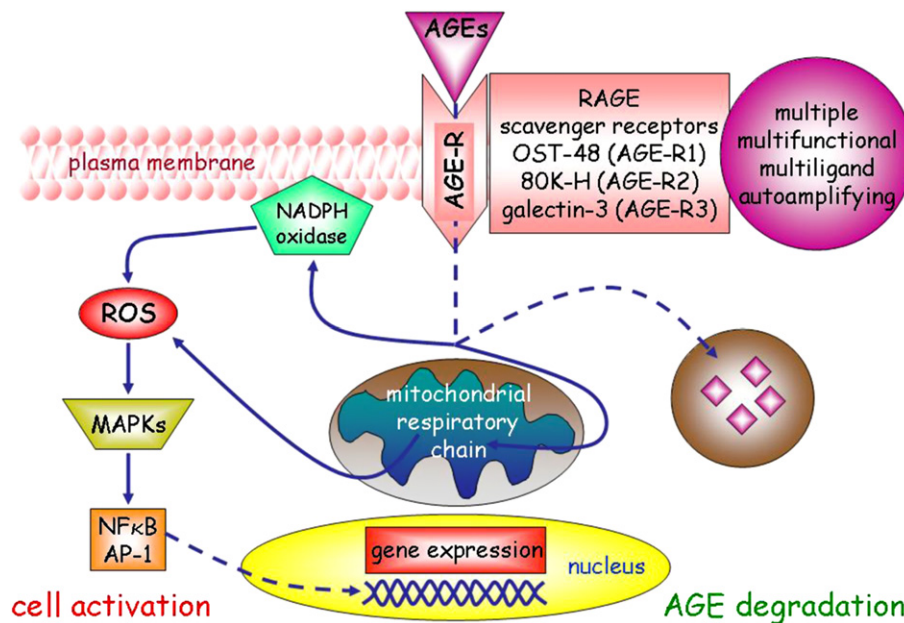 AGEs
RAGE
scavenger receptors
OST-48 (AGE-R1)
80K-H (AGE-R2)
galectin-3 (AGE-R3)
multiple
multifunctional
multiligand
autoamplifying
plasma membrane
AGE-R
NADPH
oxidase
ROS
mitochondrial
respiratory
chain
MAPKs
NFκB
AP-1
gene expression
nucleus
cell activation
AGE degradation